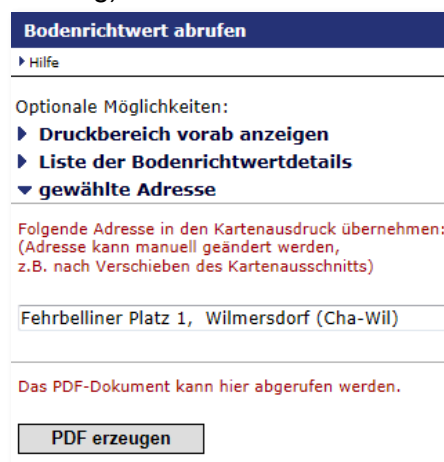 Bodenrichtwert abrufen
Hilfe
Optionale Möglichkeiten:
Druckbereich vorab anzeigen
Liste der Bodenrichtwertdetails
gewählte Adresse
Folgende Adresse in den Kartenausdruck übernehmen:
(Adresse kann manuell geändert werden,
z.B. nach Verschieben des Kartenausschnitts)
Fehrbelliner Platz 1, Wilmersdorf (Cha-Wil)
Das PDF-Dokument kann hier abgerufen werden.
PDF erzeugen